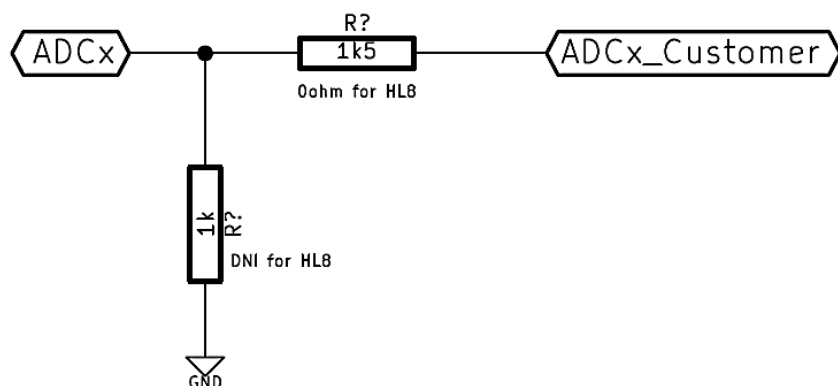 R?
ADCx
1k5
ADCx_Customer
0ohm for HL8
1k
R?
DNI for HL8
GND